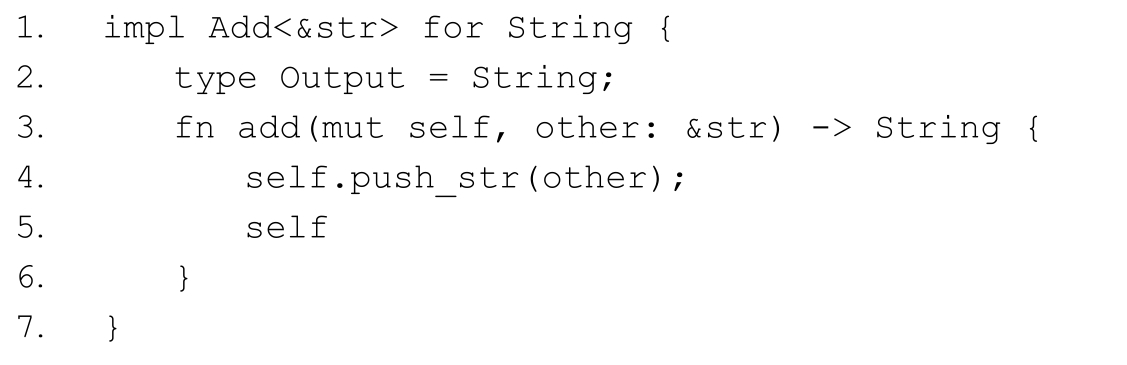 1. impl Add<&str> for String {
2. type Output = String;
3. fn add(mut self, other: &str) -> String {
4. self.push_str(other);
5. self
6. }
7. }